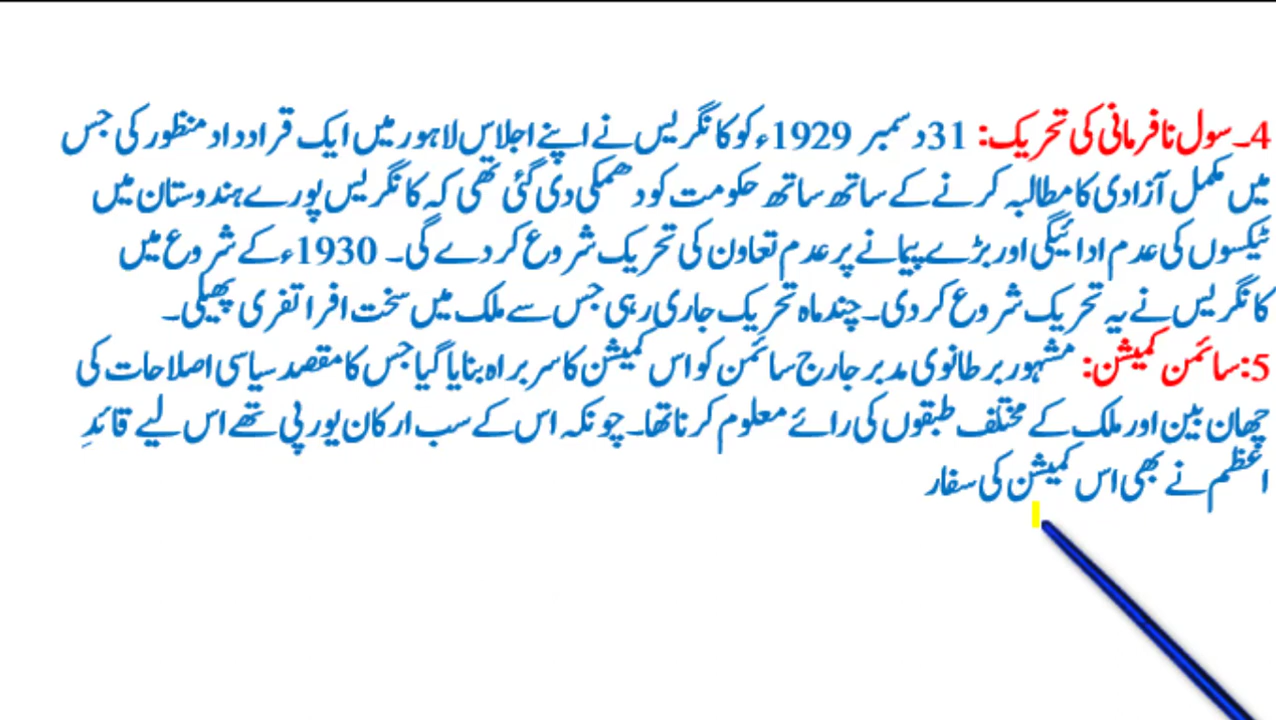 4۔سول نافرمانی کی تحریک: 31 دسمبر 1929ء کو کانگریس نے اپنے اجلاس لاہور میں ایک قرادداد منظور کی جس
میں مکمل آزادی کا مطالبہ کرنے کے ساتھ ساتھ حکومت کو دھمکی دی گئی تھی کہ کانگریس پورے ہندوستان میں
ٹیکسوں کی عدم ادائیگی اور بڑے پیمانے پر عدم تعاون کی تحریک شروع کر دے گی۔ 1930ء کے شروع میں
کانگریس نے یہ تحریک شروع کر دی۔ چند ماہ تحریک جاری رہی جس سے ملک میں سخت افراتفری پھیلی۔
5:سائمن کمیشن: مشہور برطانوی مدبر جارج سائمن کو اس کمیشن کا سربراہ بنایا گیا جس کا مقصد سیاسی اصلاحات کی
چھان بین اور ملک کے مختلف طبقوں کی رائے معلوم کرنا تھا۔ چونکہ اس کے سب ارکان یورپی تھے اس لیے قائدِ
اعظم نے بھی اس کمیشن کی سفار